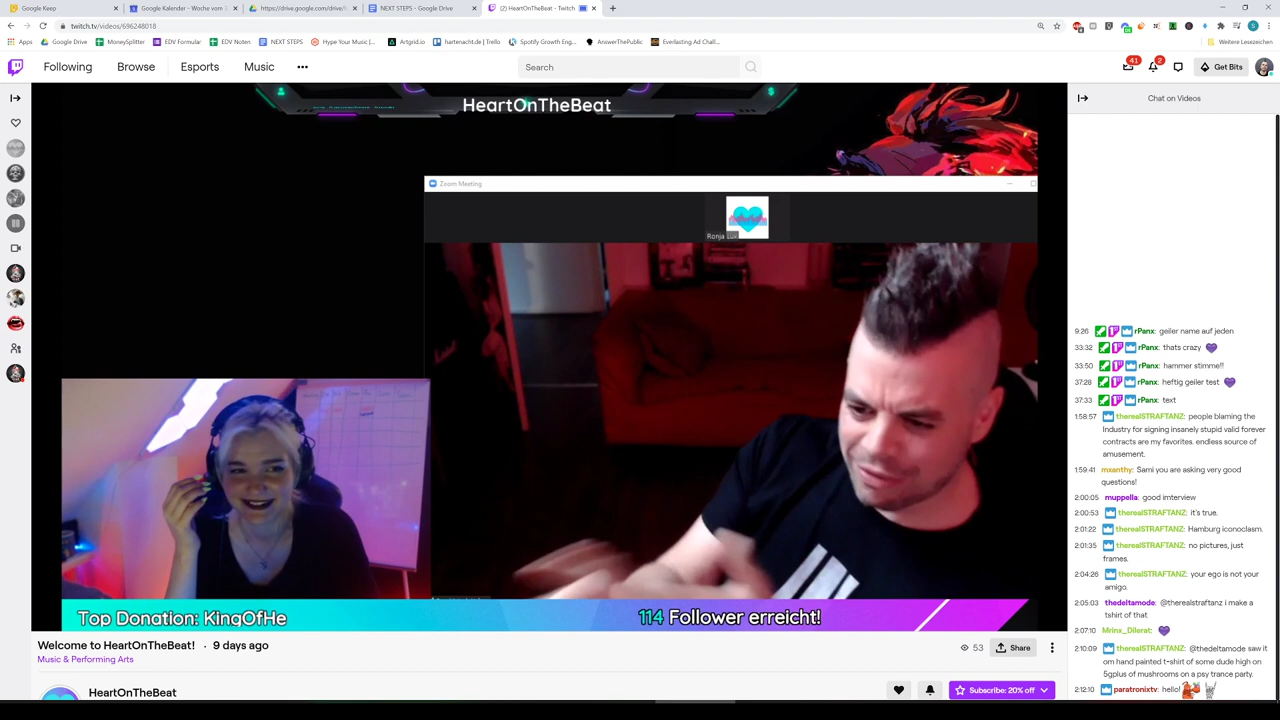 Google Keep
Google Kalender - Woche vom
https://drive.google.com/drive/
NEXT STEPS - Google Drive
(2) HeartOnTheBeat - Twitch
twitch.tv/videos/696248018
Apps
Google Drive
MoneySplitter
EDV Formular
EDV Noten
NEXT STEPS
Hype Your Music |...
Artgrid.io
hartenacht.de | Trello
Spotify Growth Eng...
AnswerThePublic
Everlasting Ad Chall...
Weitere Lesezeichen
Following
Browse
Esports
Music
Search
41
2
Get Bits
HeartOnTheBeat
Zoom Meeting
Ronja Lux
Top Donation: KInqOfHe
114 Follower erreicht!
Welcome to HeartOnTheBeat! · 9 days ago
Music & Performing Arts
53
Share
HeartOnTheBeat
Subscribe: 20% off
Chat on Videos
9:26 rPanx: geiler name auf jeden
33:32 rPanx: thats crazy
33:50 rPanx: hammer stimme!!
37:28 rPanx: heftig geiler test
37:33 rPanx: text
1:58:57 therealSTRAFTANZ: people blaming the
Industry for signing insanely stupid valid forever
contracts are my favorites. endless source of
amusement.
1:59:41 mxanthy: Sami you are asking very good
questions!
2:00:05 muppella: good imterview
2:00:53 therealSTRAFTANZ: it's true.
2:01:22 therealSTRAFTANZ: Hamburg iconoclasm.
2:01:35 therealSTRAFTANZ: no pictures, just
frames.
2:04:26 therealSTRAFTANZ: your ego is not your
amigo.
2:05:03 thedeltamode: @therealstraftanz i make a
tshirt of that
2:07:10 Mrinx_Dilerat:
2:10:09 therealSTRAFTANZ: @thedeltamode saw it
om hand painted t-shirt of some dude high on
5gplus of mushrooms on a psy trance party.
2:12:10 paratronixtv: hello!